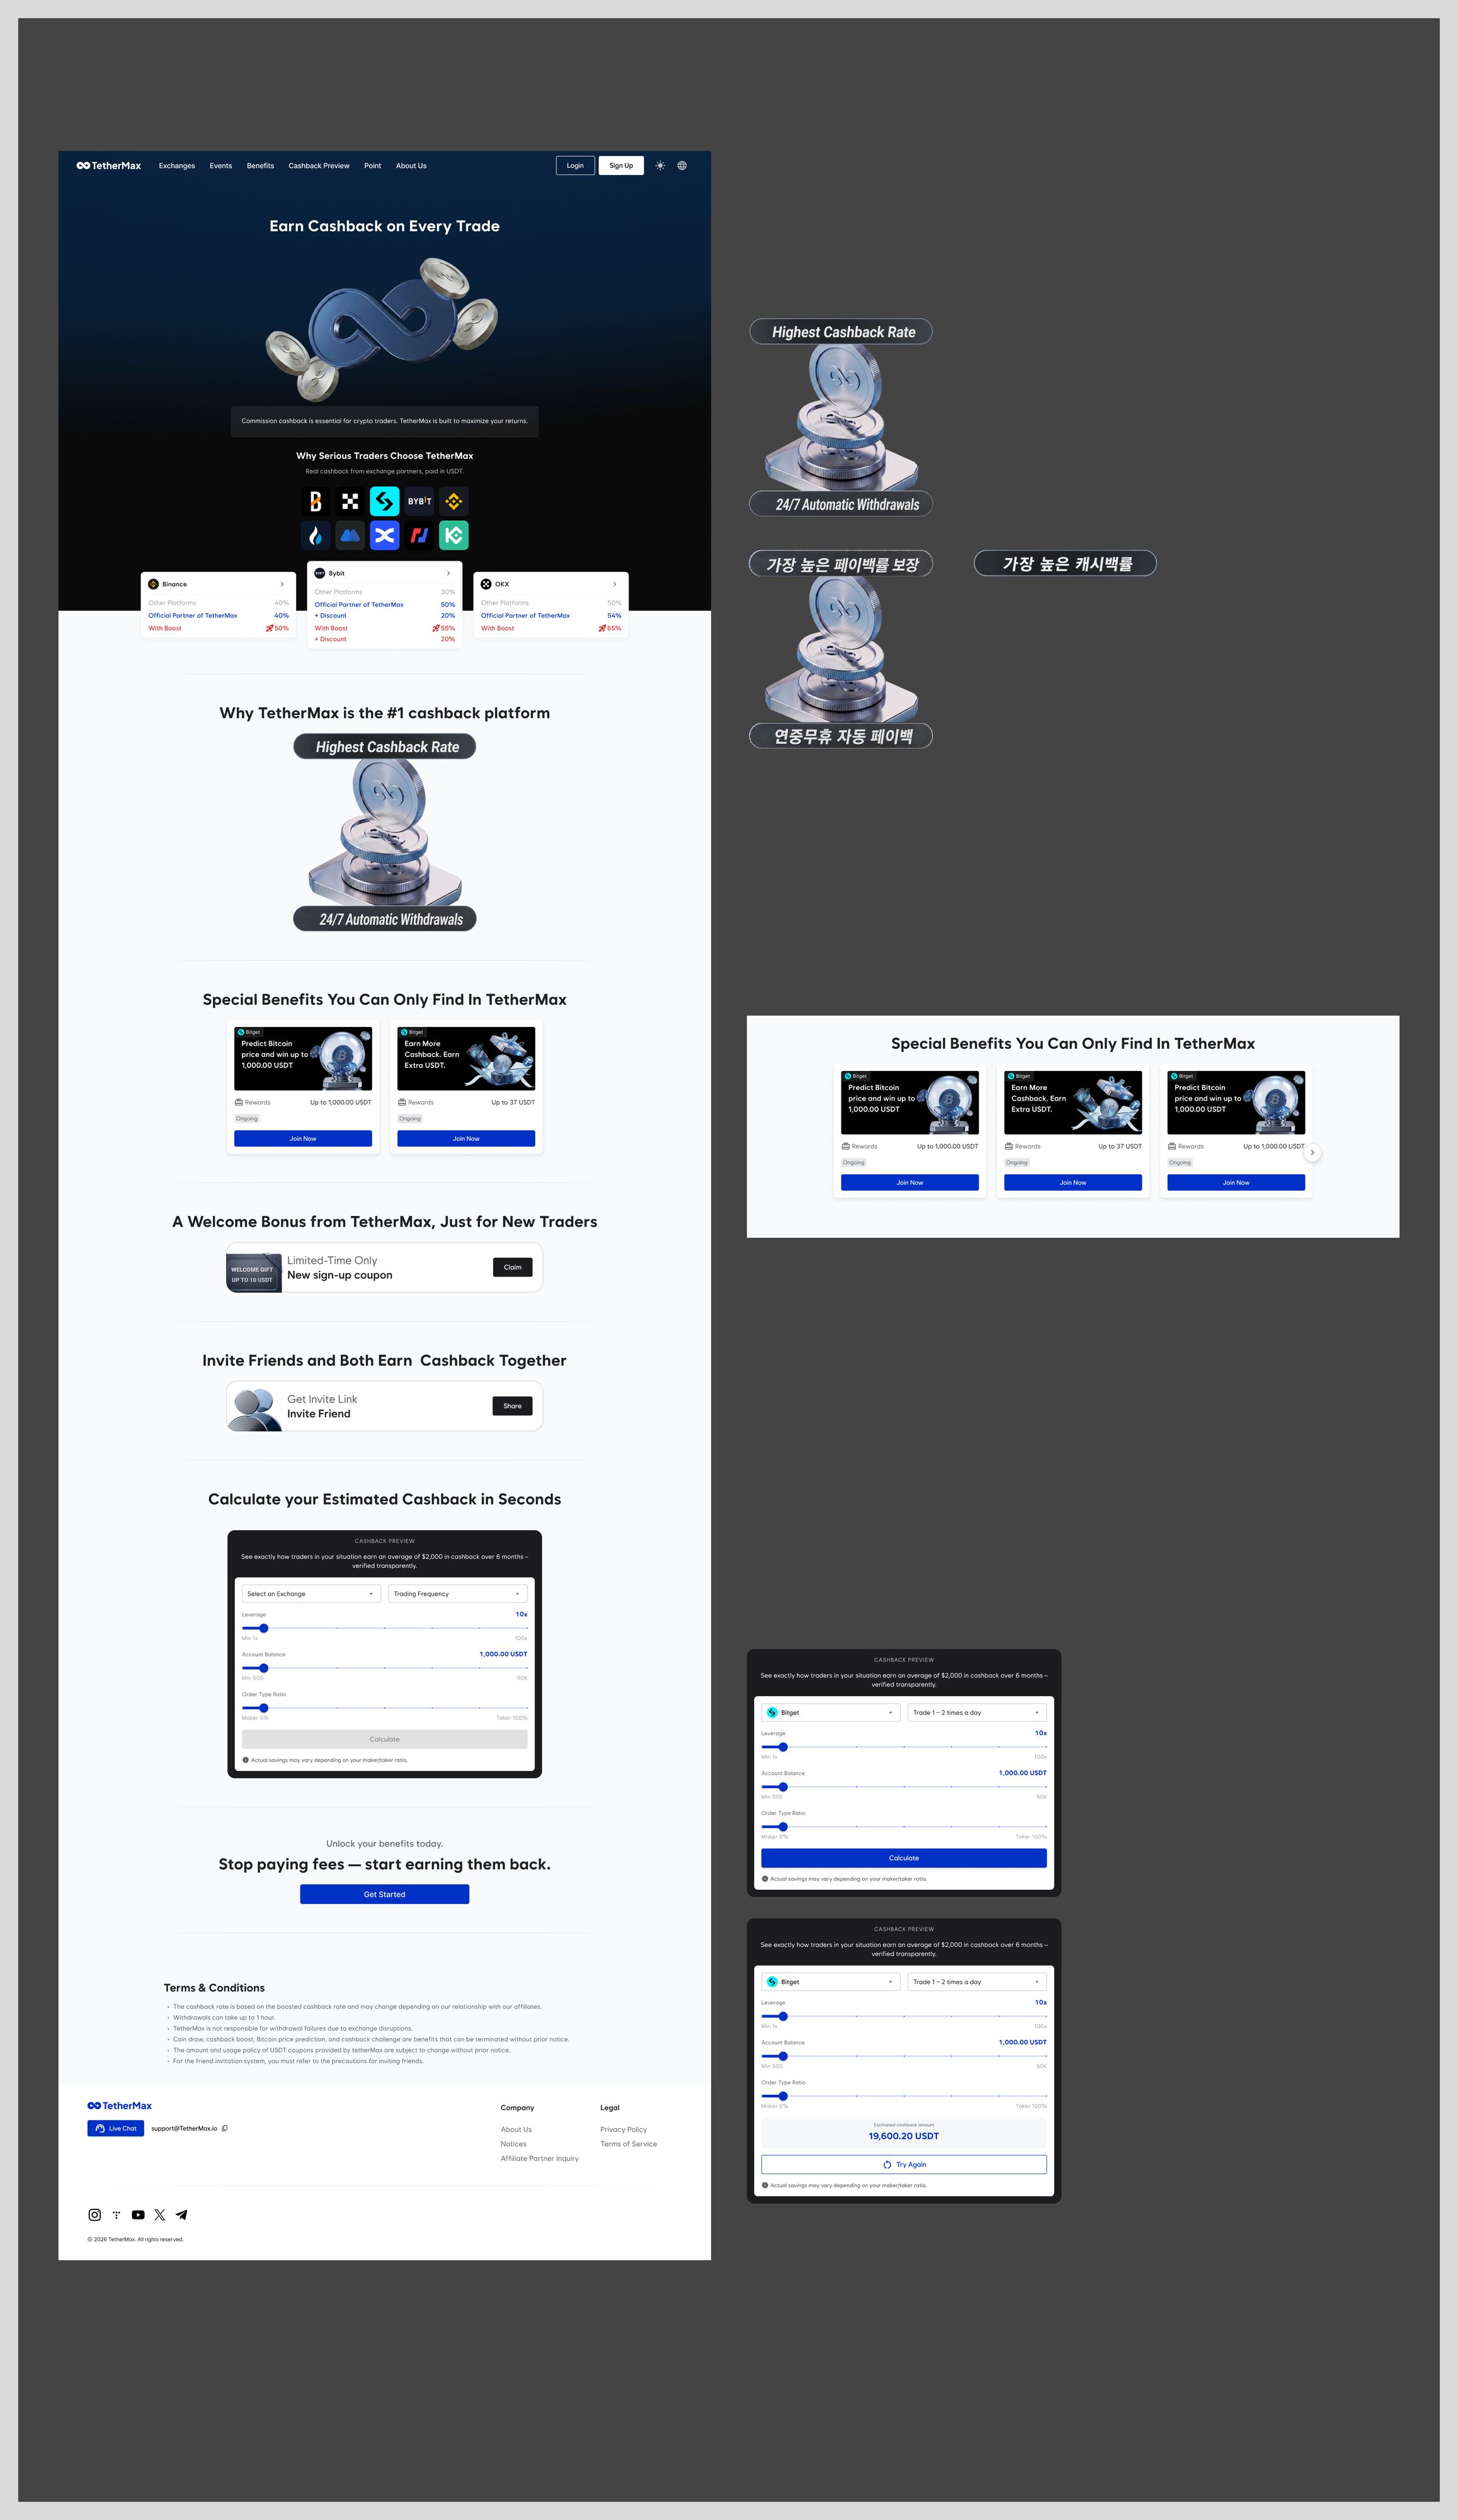 TetherMax
Exchanges
Events
Benefits
Cashback Preview
Point
About Us
Login
Sign Up
Earn Cashback on Every Trade
Commission cashback is essential for crypto traders. TetherMax is built to maximize your returns.
Why Serious Traders Choose TetherMax
Real cashback from exchange partners, paid in USDT.
BYBIT
Binance
Other Platforms 40%
Official Partner of TetherMax 40%
With Boost 50%
Bybit
Other Platforms 30%
Official Partner of TetherMax 50%
+ Discount 20%
With Boost 55%
+ Discount 20%
OKX
Other Platforms 50%
Official Partner of TetherMax 54%
With Boost 65%
Why TetherMax is the #1 cashback platform
Highest Cashback Rate
24/7 Automatic Withdrawals
Special Benefits You Can Only Find In TetherMax
Bitget
Predict Bitcoin
price and win up to
1,000.00 USDT
Rewards Up to 1,000.00 USDT
Ongoing
Join Now
Bitget
Earn More
Cashback. Earn
Extra USDT.
Rewards Up to 37 USDT
Ongoing
Join Now
A Welcome Bonus from TetherMax, Just for New Traders
WELCOME GIFT
UP TO 10 USDT
Limited-Time Only
New sign-up coupon
Claim
Invite Friends and Both Earn  Cashback Together
Get Invite Link
Invite Friend
Share
Calculate your Estimated Cashback in Seconds
CASHBACK PREVIEW
See exactly how traders in your situation earn an average of $2,000 in cashback over 6 months –
verified transparently.
Select an Exchange
Trading Frequency
Leverage 10x
Min 1x 100x
Account Balance 1,000.00 USDT
Min 500 50K
Order Type Ratio
Maker 0% Taker 100%
Calculate
Actual savings may vary depending on your maker/taker ratio.
Unlock your benefits today.
Stop paying fees — start earning them back.
Get Started
Terms & Conditions
• The cashback rate is based on the boosted cashback rate and may change depending on our relationship with our affiliates.
• Withdrawals can take up to 1 hour.
• TetherMax is not responsible for withdrawal failures due to exchange disruptions.
• Coin draw, cashback boost, Bitcoin price prediction, and cashback challenge are benefits that can be terminated without prior notice.
• The amount and usage policy of USDT coupons provided by tetherMax are subject to change without prior notice.
• For the friend invitation system, you must refer to the precautions for inviting friends.
TetherMax
Live Chat
support@TetherMax.io
Company
About Us
Notices
Affiliate Partner Inquiry
Legal
Privacy Policy
Terms of Service
© 2026 TetherMax. All rights reserved.
Highest Cashback Rate
24/7 Automatic Withdrawals
가장 높은 페이백률 보장
가장 높은 캐시백률
연중무휴 자동 페이백
Special Benefits You Can Only Find In TetherMax
Bitget
Predict Bitcoin
price and win up to
1,000.00 USDT
Rewards Up to 1,000.00 USDT
Ongoing
Join Now
Bitget
Earn More
Cashback. Earn
Extra USDT.
Rewards Up to 37 USDT
Ongoing
Join Now
Bitget
Predict Bitcoin
price and win up to
1,000.00 USDT
Rewards Up to 1,000.00 USDT
Ongoing
Join Now
CASHBACK PREVIEW
See exactly how traders in your situation earn an average of $2,000 in cashback over 6 months –
verified transparently.
Bitget
Trade 1 – 2 times a day
Leverage 10x
Min 1x 100x
Account Balance 1,000.00 USDT
Min 500 50K
Order Type Ratio
Maker 0% Taker 100%
Calculate
Actual savings may vary depending on your maker/taker ratio.
CASHBACK PREVIEW
See exactly how traders in your situation earn an average of $2,000 in cashback over 6 months –
verified transparently.
Bitget
Trade 1 – 2 times a day
Leverage 10x
Min 1x 100x
Account Balance 1,000.00 USDT
Min 500 50K
Order Type Ratio
Maker 0% Taker 100%
Estimated cashback amount
19,600.20 USDT
Try Again
Actual savings may vary depending on your maker/taker ratio.